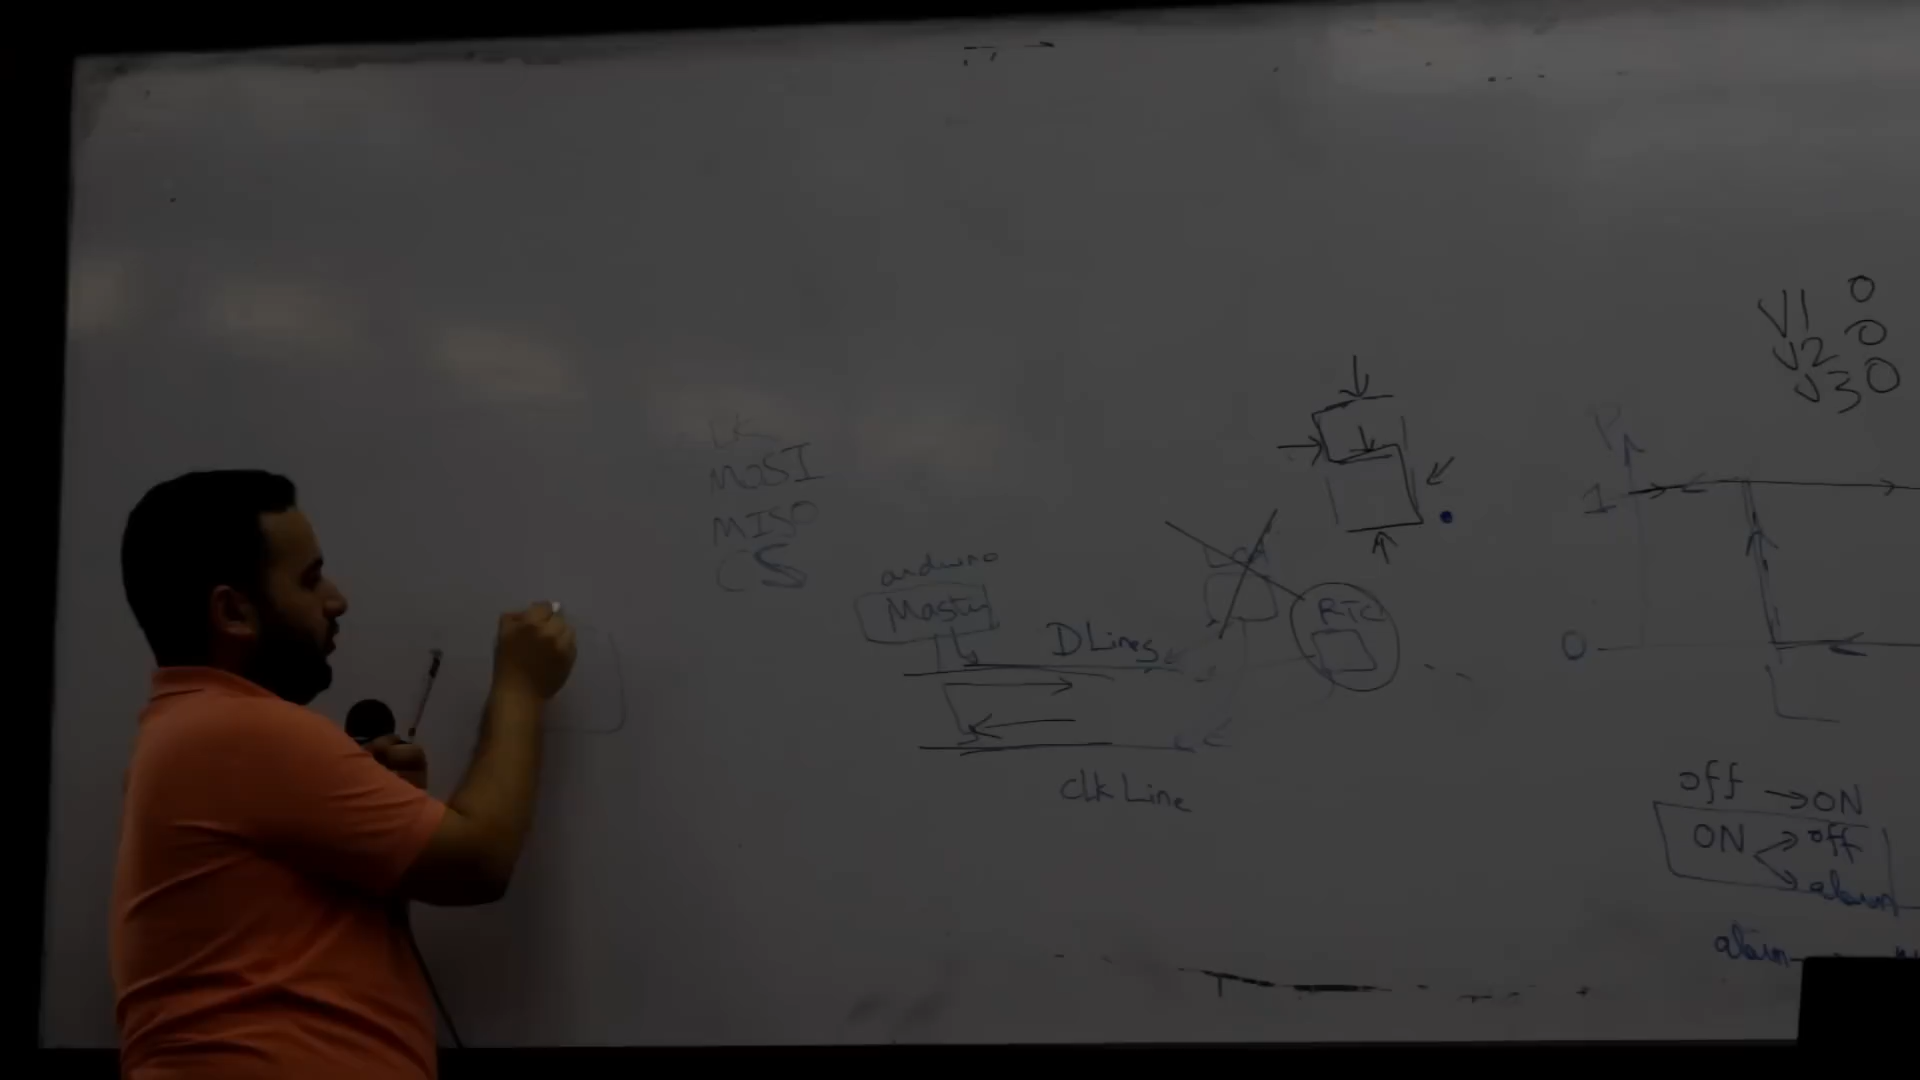 MOSI
MISO
CS
arduino
Master
D Lines
RTC
Clk Line
V1 0
V2 0
V3 0
P
1
0
off → ON
ON → off
→ alarm
alarm